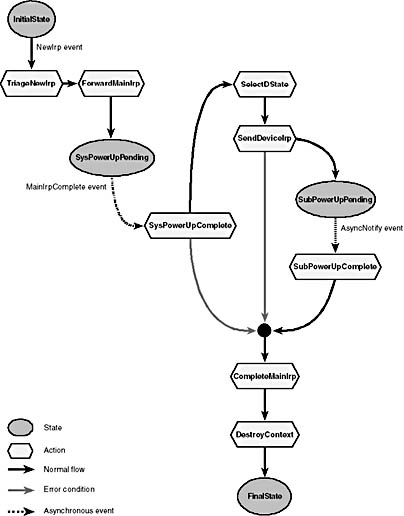 InitialState
NewIrp event
TriageNewIrp
ForwardMainIrp
SelectDState
SendDeviceIrp
SysPowerUpPending
MainIrpComplete event
SubPowerUpPending
SysPowerUpComplete
AsyncNotify event
SubPowerUpComplete
CompleteMainIrp
DestroyContext
FinalState
State
Action
Normal flow
Error condition
Asynchronous event